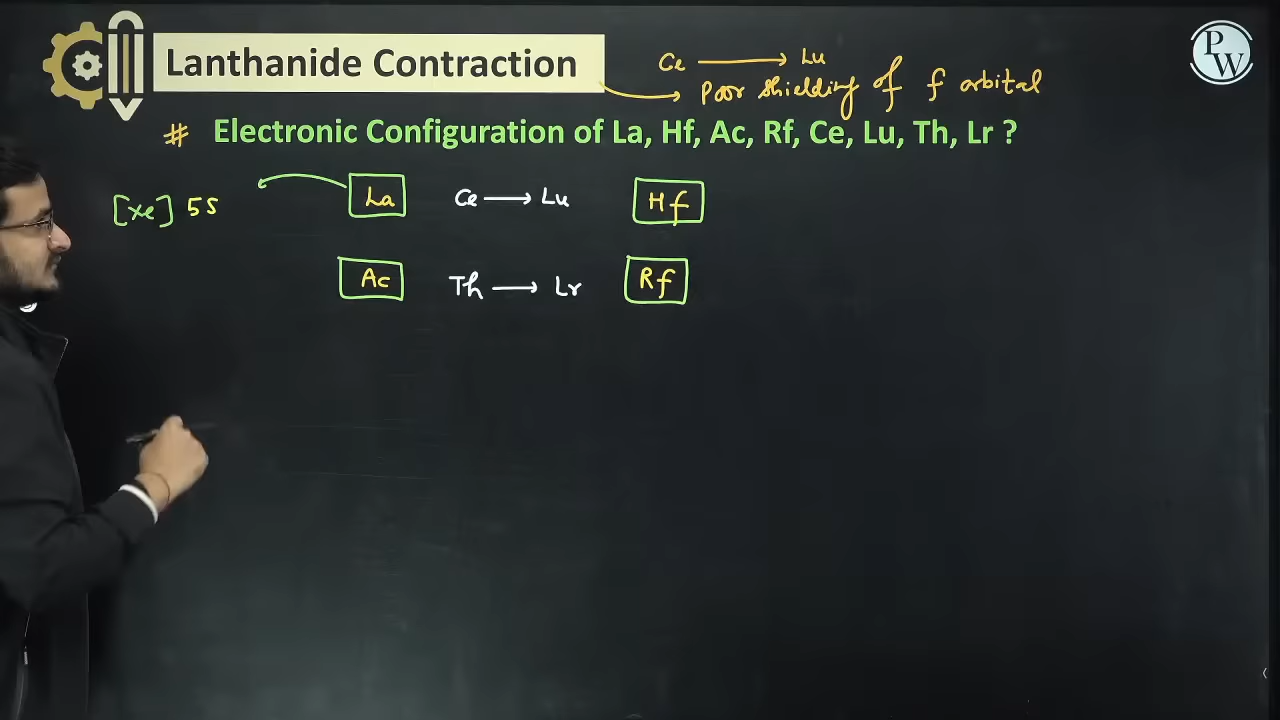 Lanthanide Contraction
Ce → Lu
→ Poor shielding of f orbital
# Electronic Configuration of La, Hf, Ac, Rf, Ce, Lu, Th, Lr ?
[Xe] 5S
La Ce → Lu Hf
Ac Th → Lr Rf
P
W